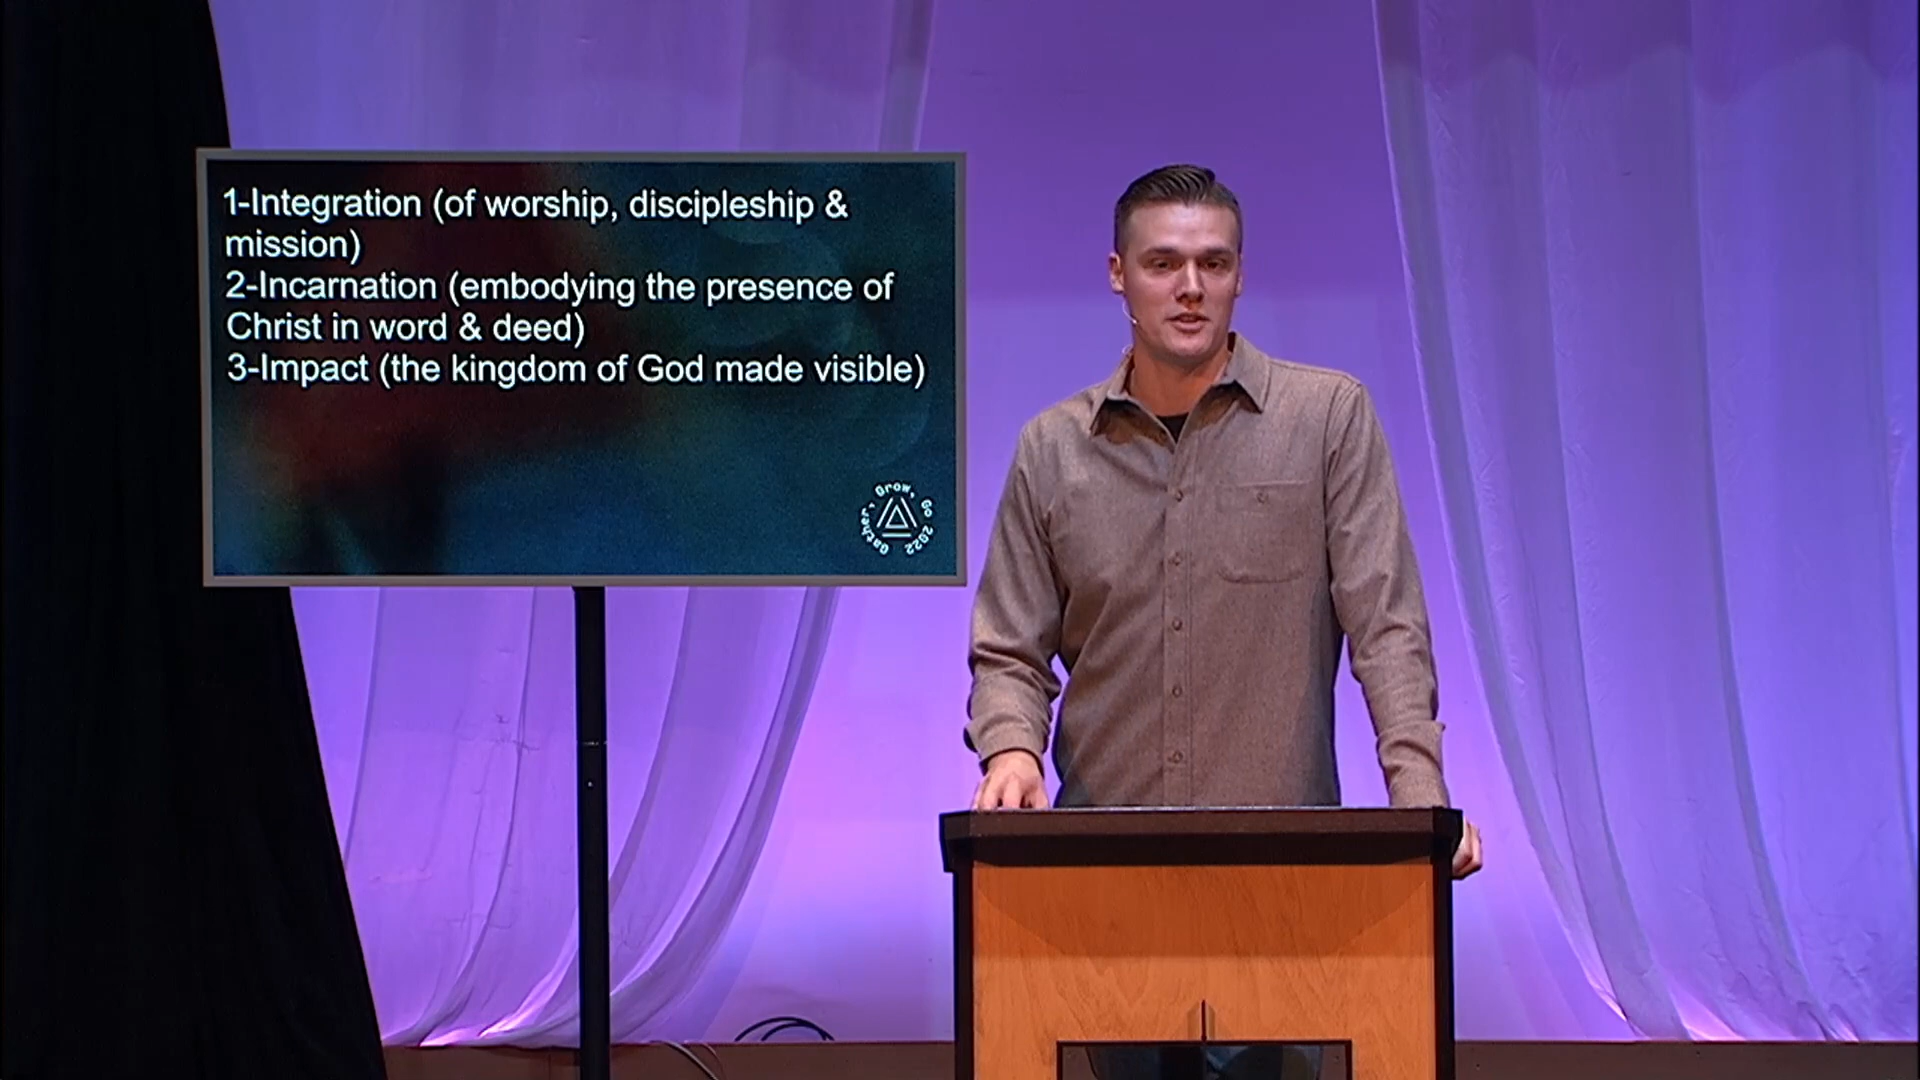 1-Integration (of worship, discipleship &
mission)
2-Incarnation (embodying the presence of
Christ in word & deed)
3-Impact (the kingdom of God made visible)
Gather, Grow, Go 2022